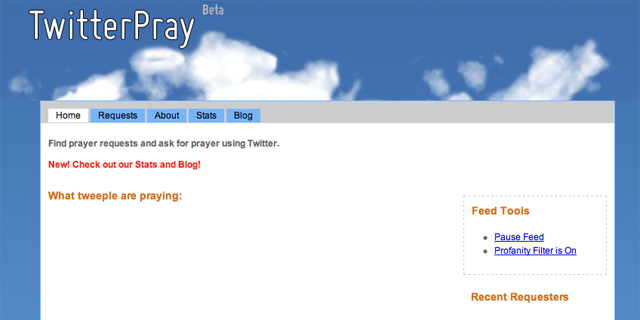 TwitterPray Beta
Home Requests About Stats Blog
Find prayer requests and ask for prayer using Twitter.
New! Check out our Stats and Blog!
What tweeple are praying:
Feed Tools
Pause Feed
Profanity Filter is On
Recent Requesters